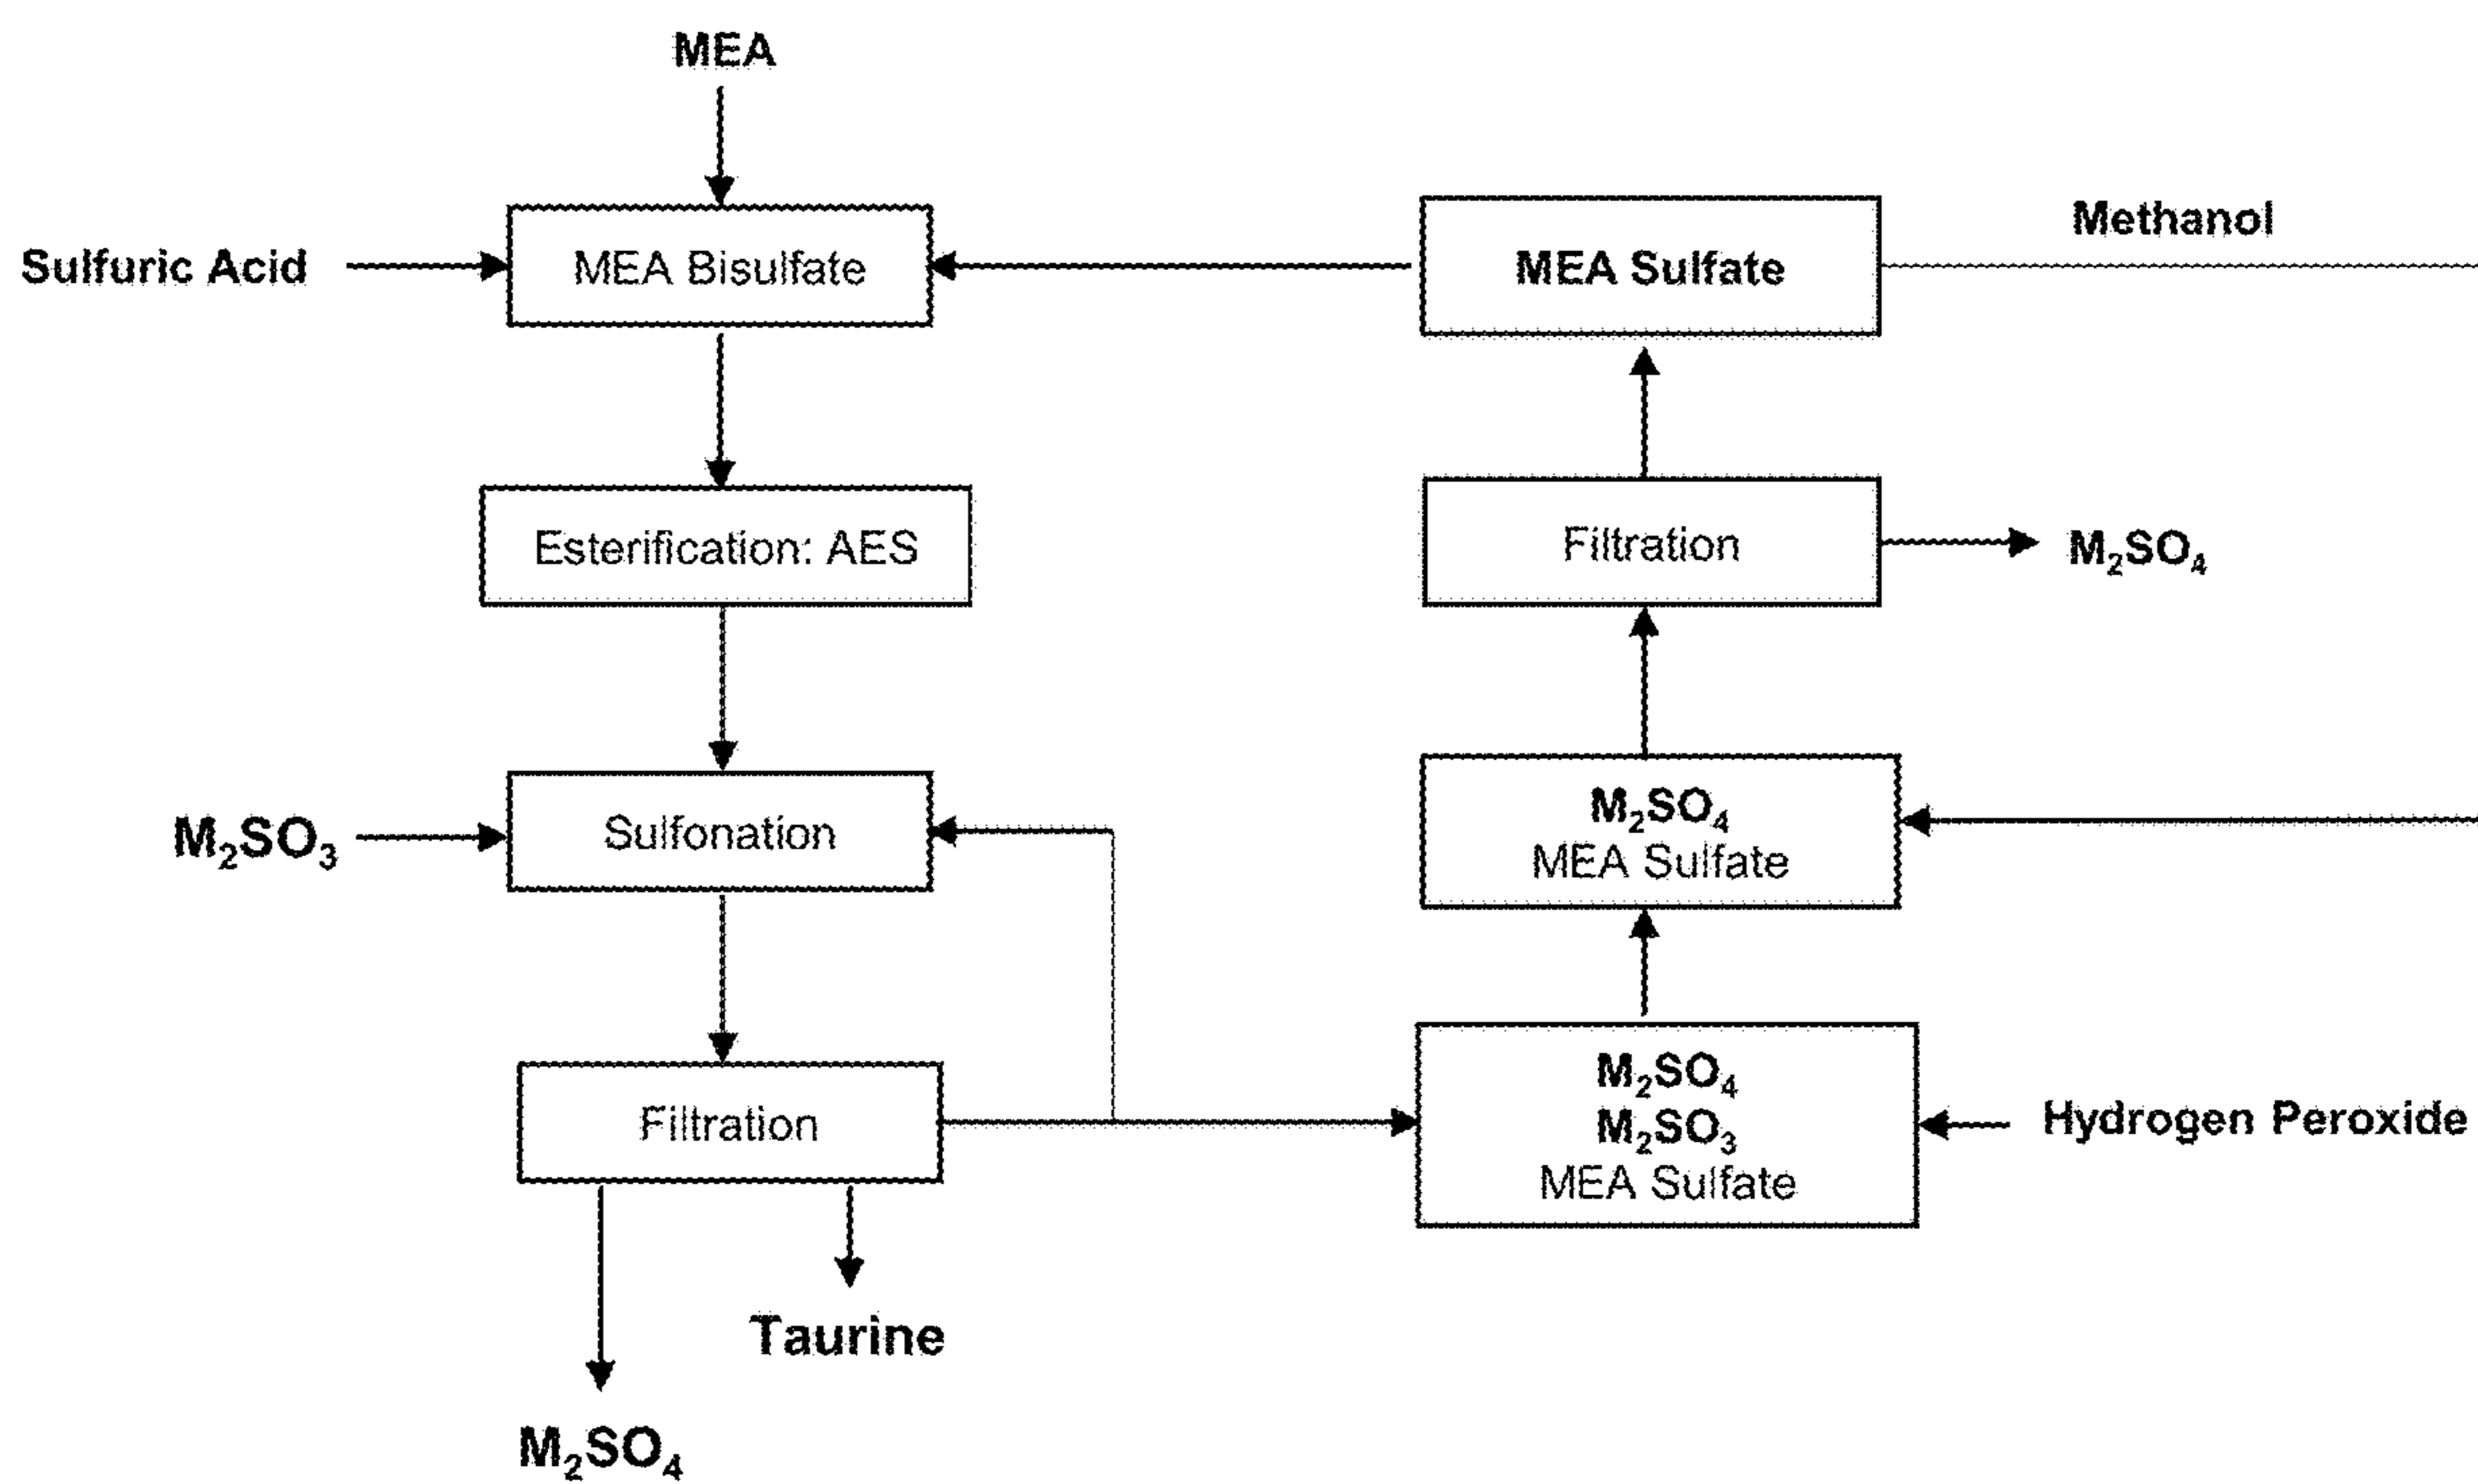 MEA
Sulfuric Acid
MEA Bisulfate
MEA Sulfate
Methanol
Esterification: AES
Filtration
M₂SO₄
M₂SO₃
Sulfonation
M₂SO₄
MEA Sulfate
Filtration
M₂SO₄
M₂SO₃
MEA Sulfate
Hydrogen Peroxide
Taurine
M₂SO₄